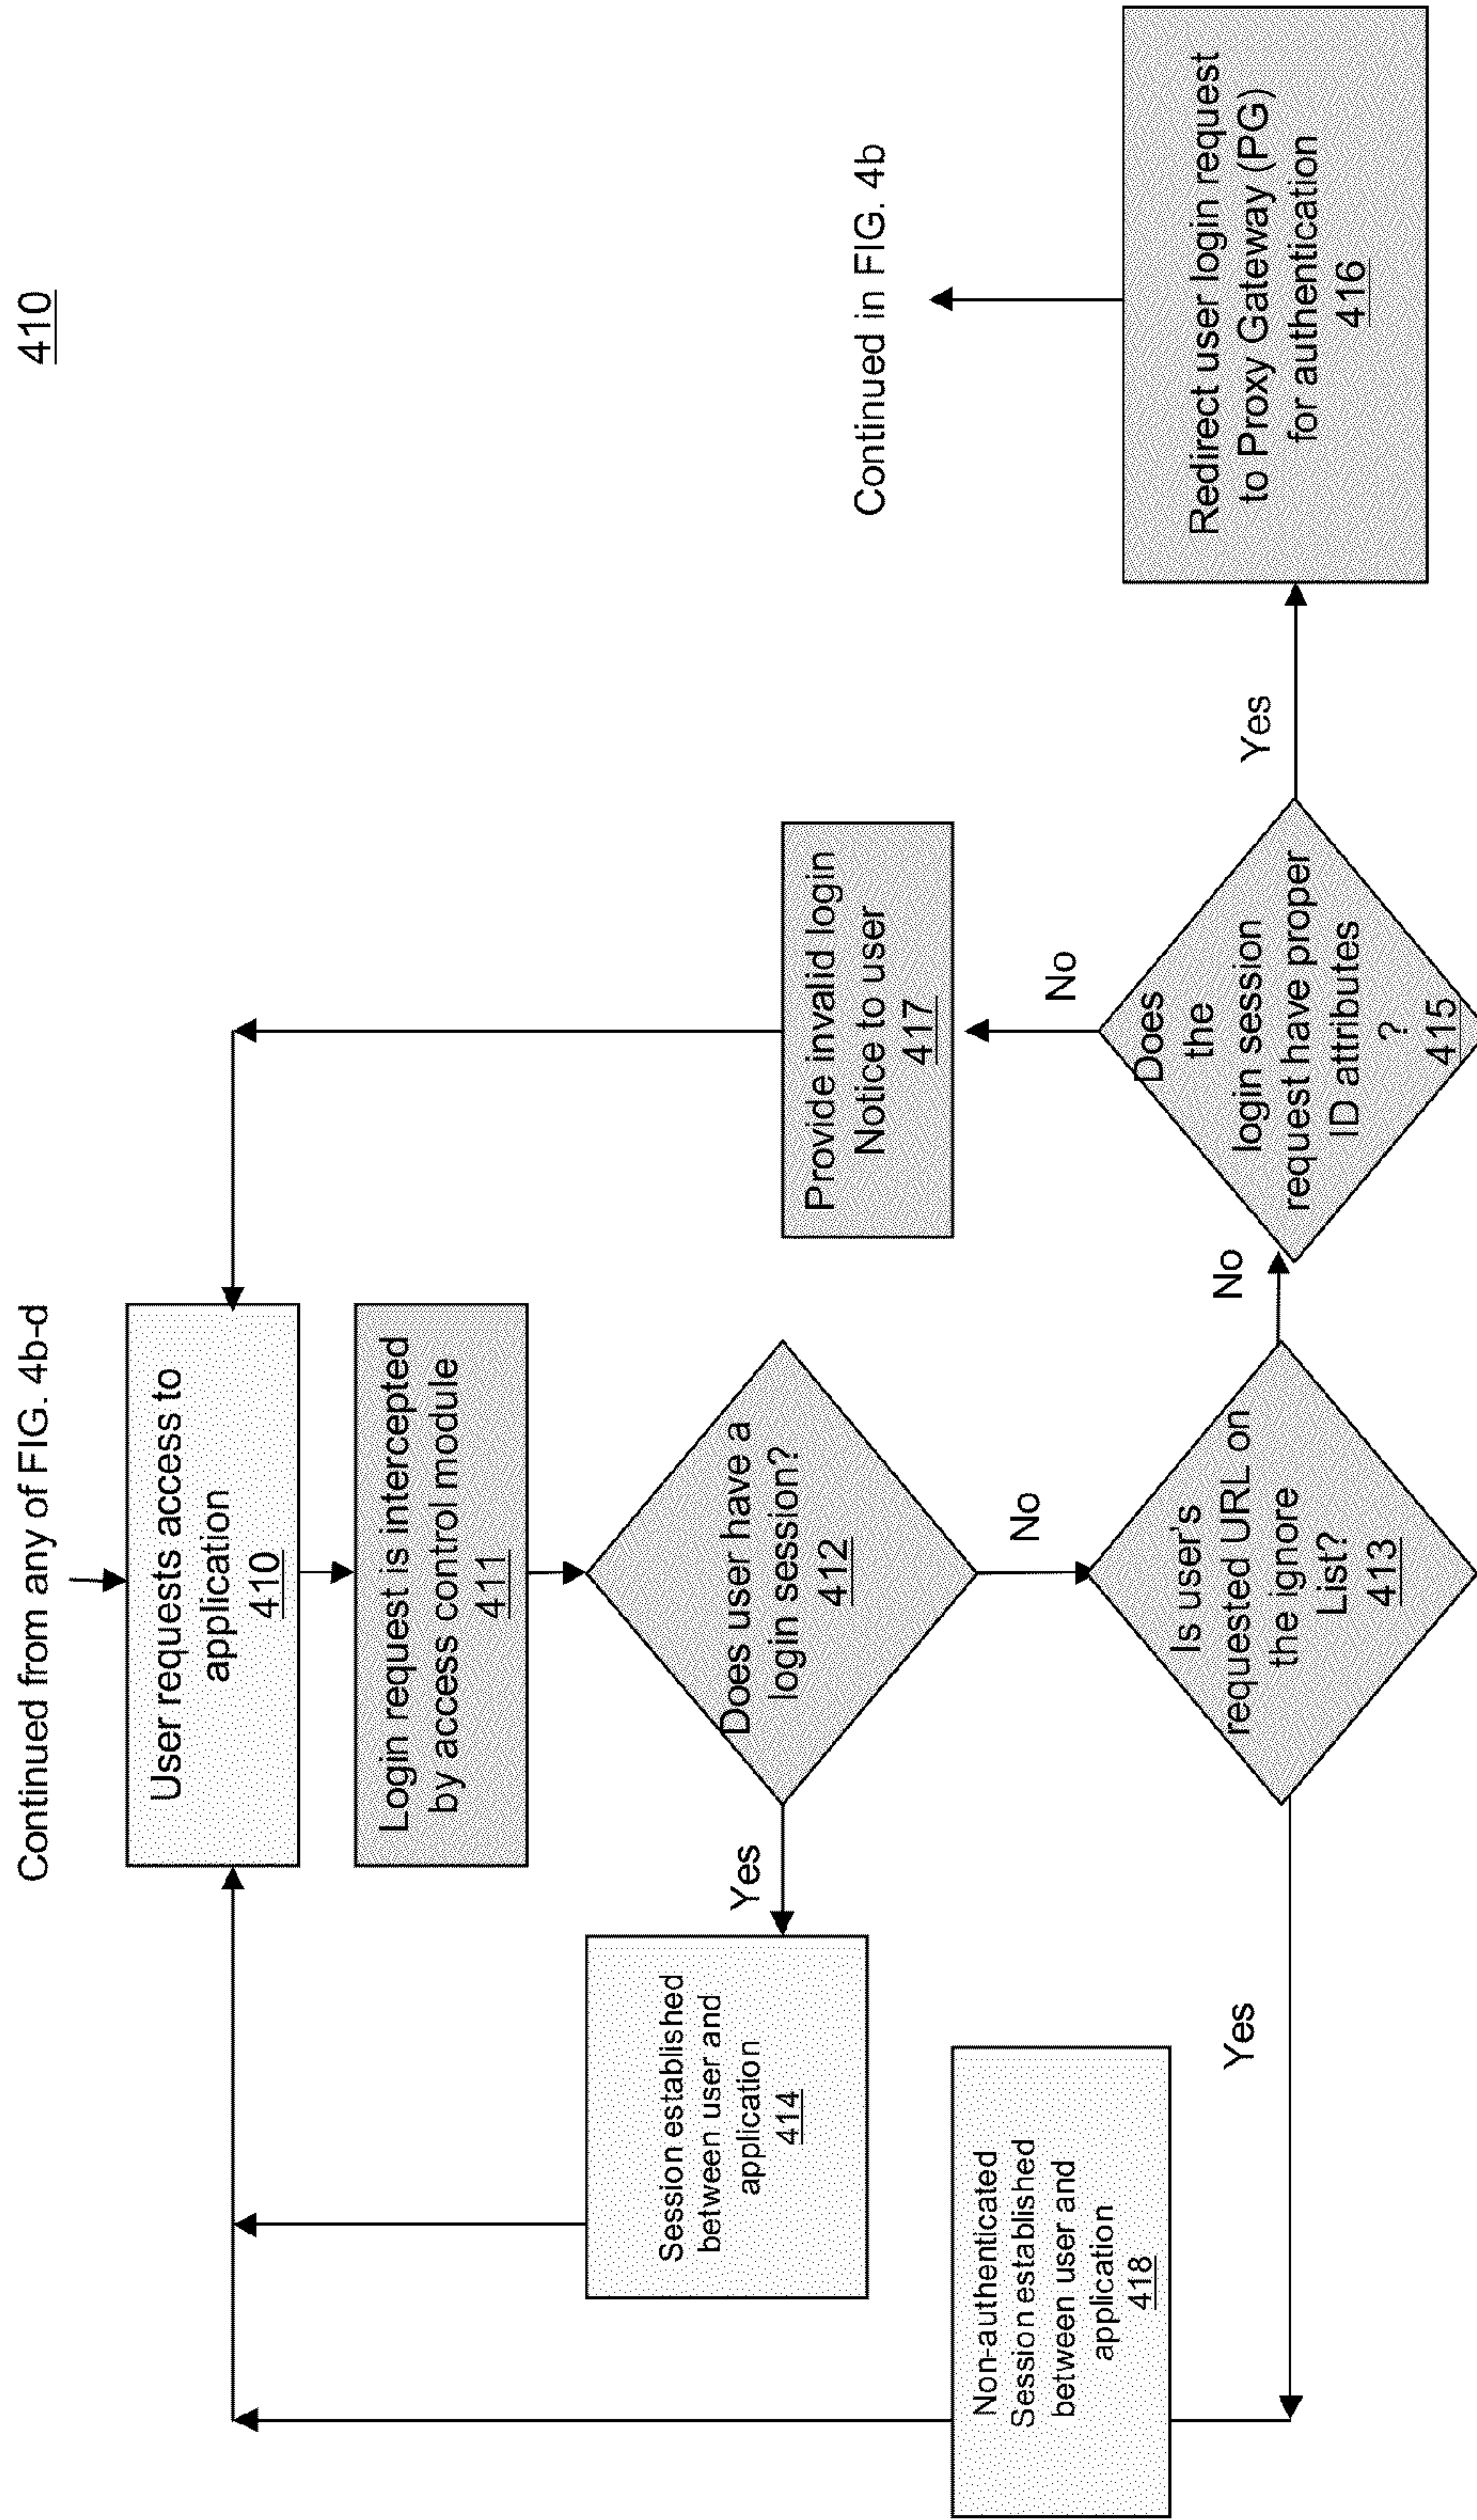 410
Continued from any of FIG. 4b-d
User requests access to
application
410
Login request is intercepted
by access control module
411
Does user have a
login session?
412
Yes
No
Session established
between user and
application
414
Is user's
requested URL on
the ignore
List?
413
Yes
No
Non-authenticated
Session established
between user and
application
418
Does
the
login session
request have proper
ID attributes
?
415
No
Yes
Provide invalid login
Notice to user
417
Redirect user login request
to Proxy Gateway (PG)
for authentication
416
Continued in FIG. 4b